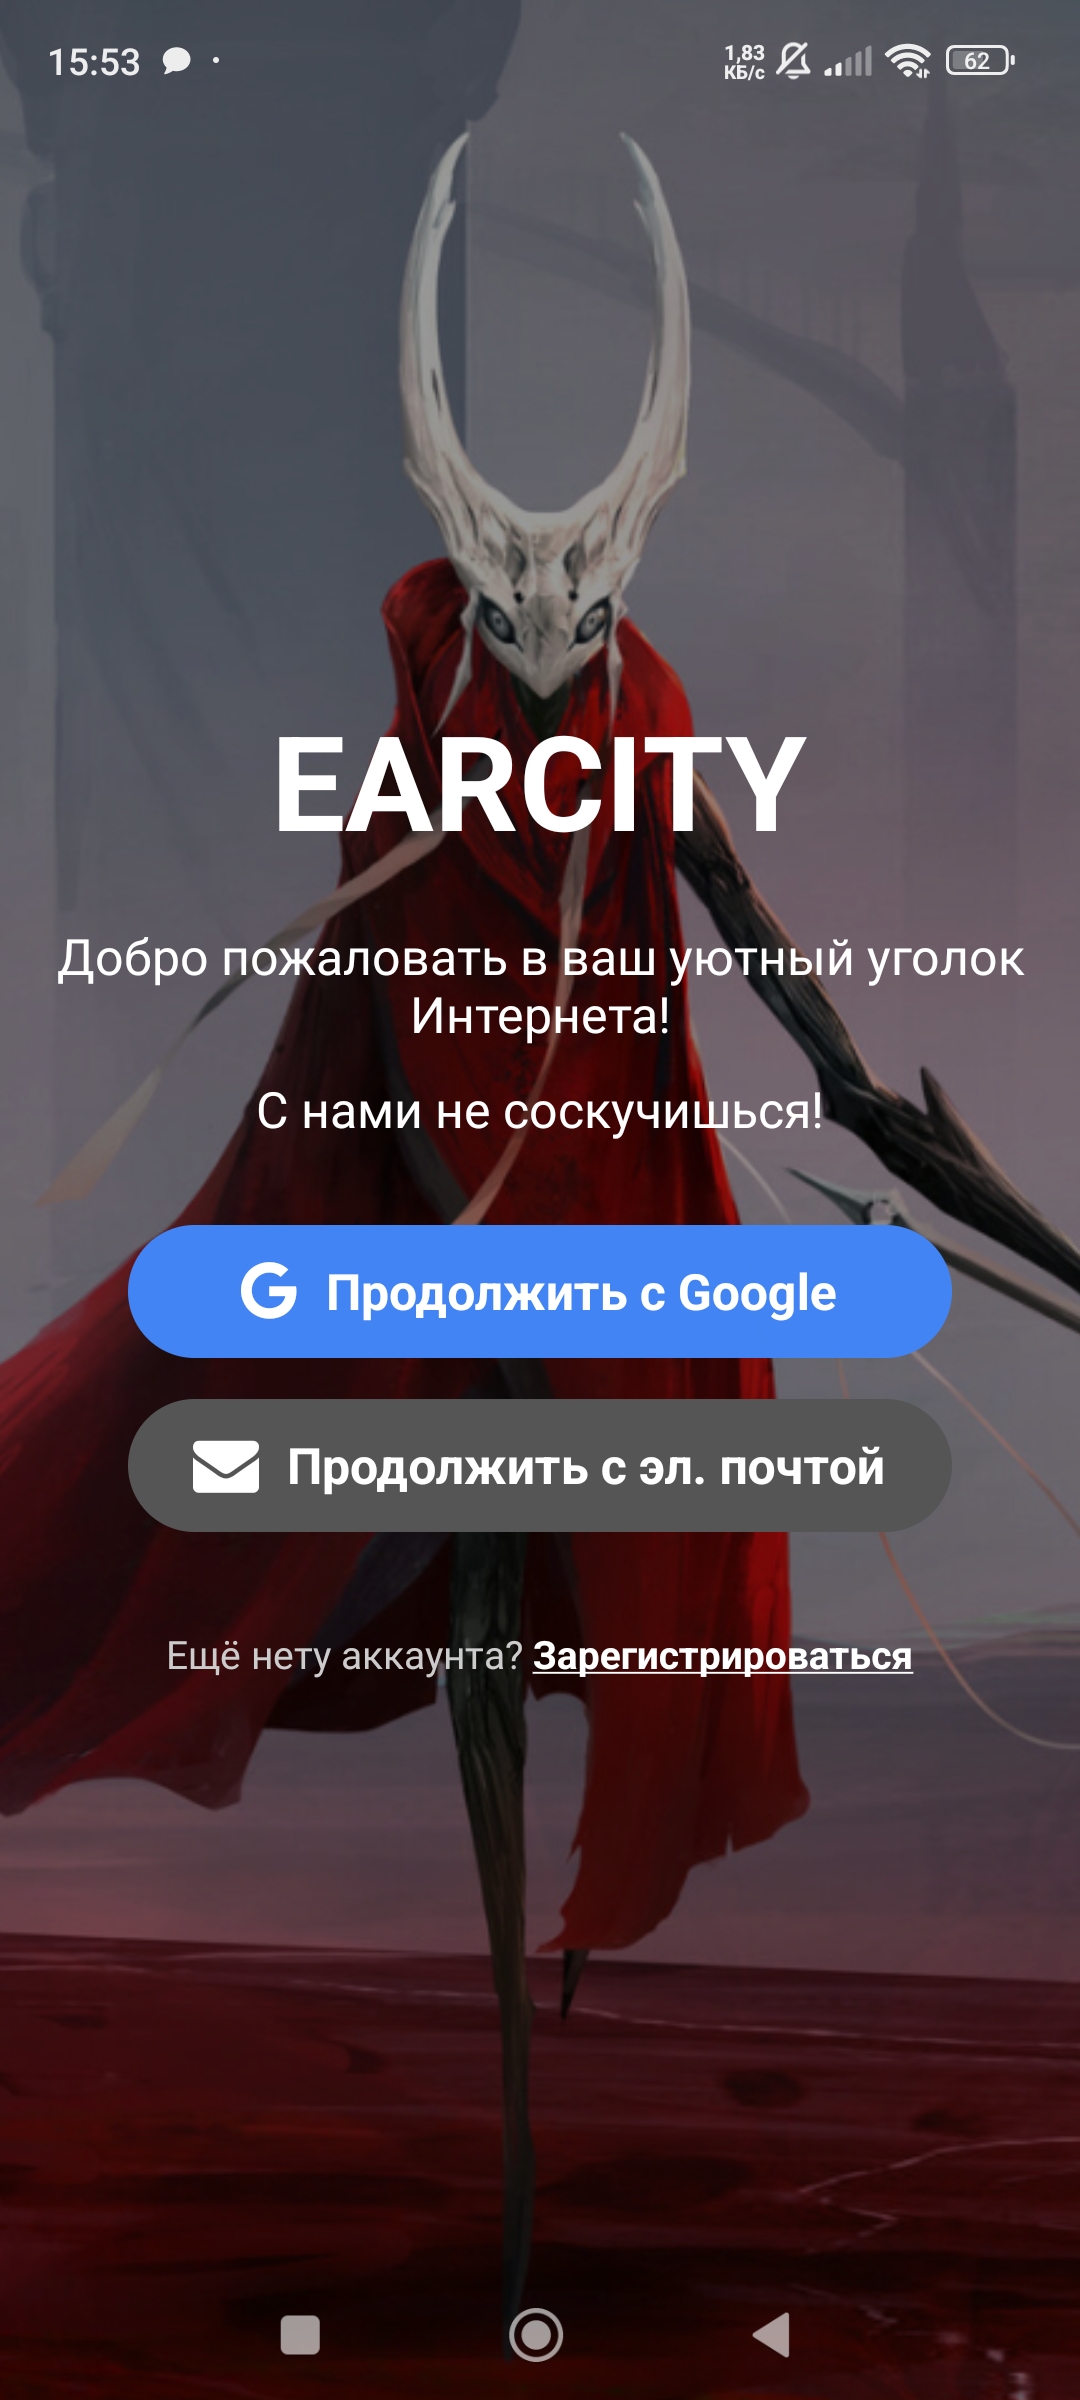 15:53
1,83
КБ/с
62
EARCITY
Добро пожаловать в ваш уютный уголок
Интернета!
С нами не соскучишься!
Продолжить с Google
Продолжить с эл. почтой
Ещё нету аккаунта? Зарегистрироваться